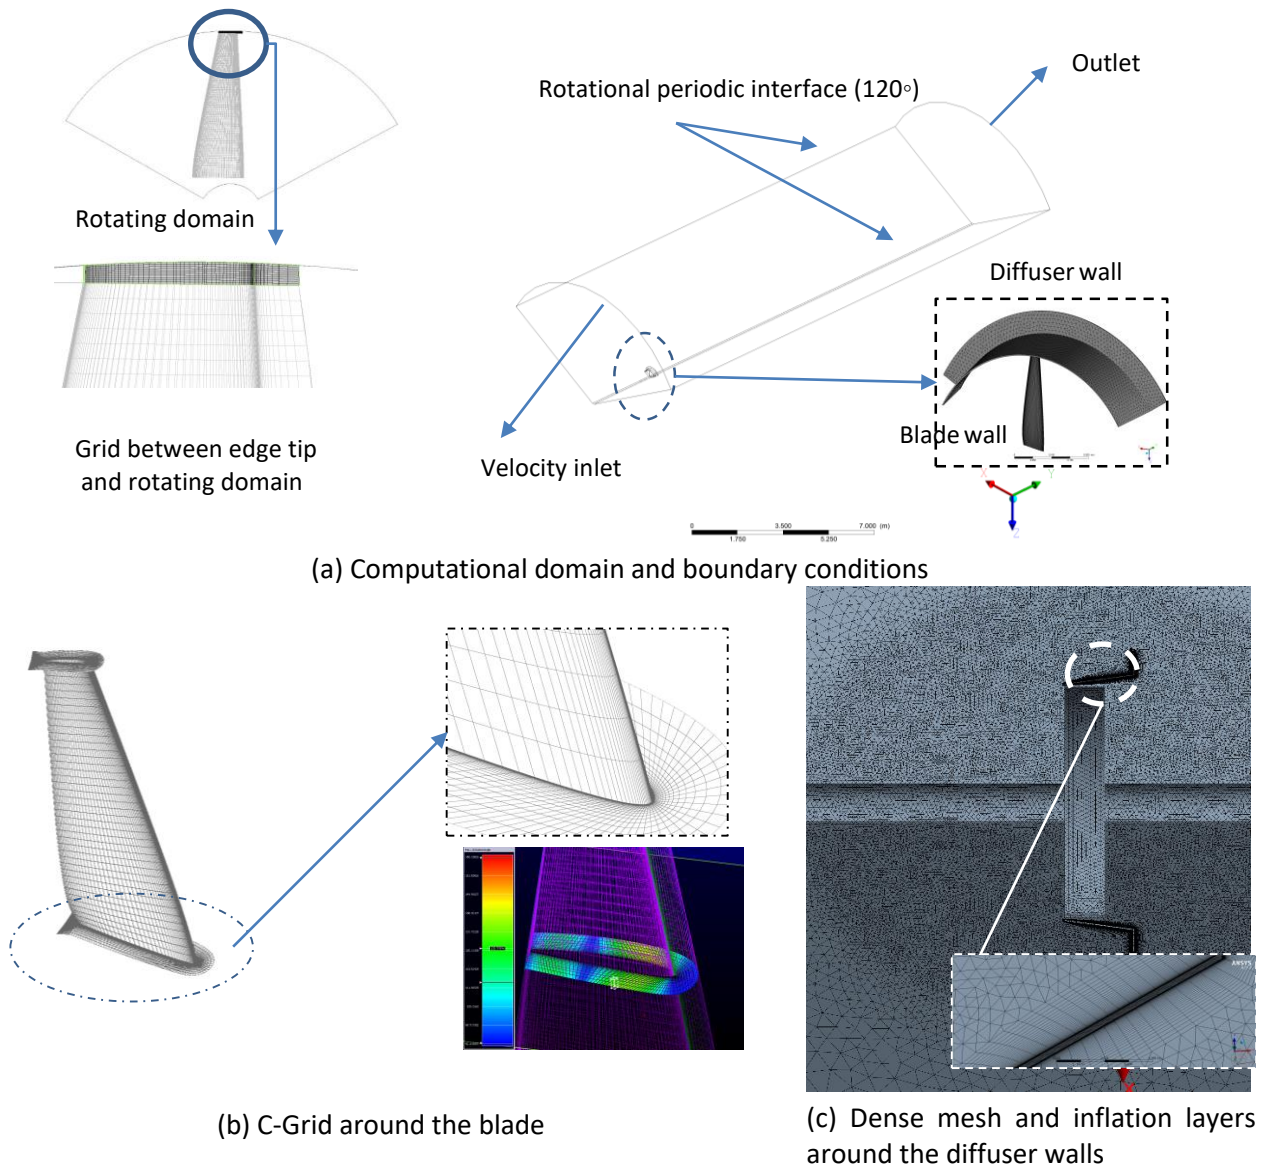 Outlet
Rotational periodic interface (120◦)
Rotating domain
Diffuser wall
Blade wall
Grid between edge tip
and rotating domain
Velocity inlet
X
Y
Z
0 3.500 7.000 (m)
1.750 5.250
(a) Computational domain and boundary conditions
ANSYS
X
(b) C-Grid around the blade
(c) Dense mesh and inflation layers
around the diffuser walls